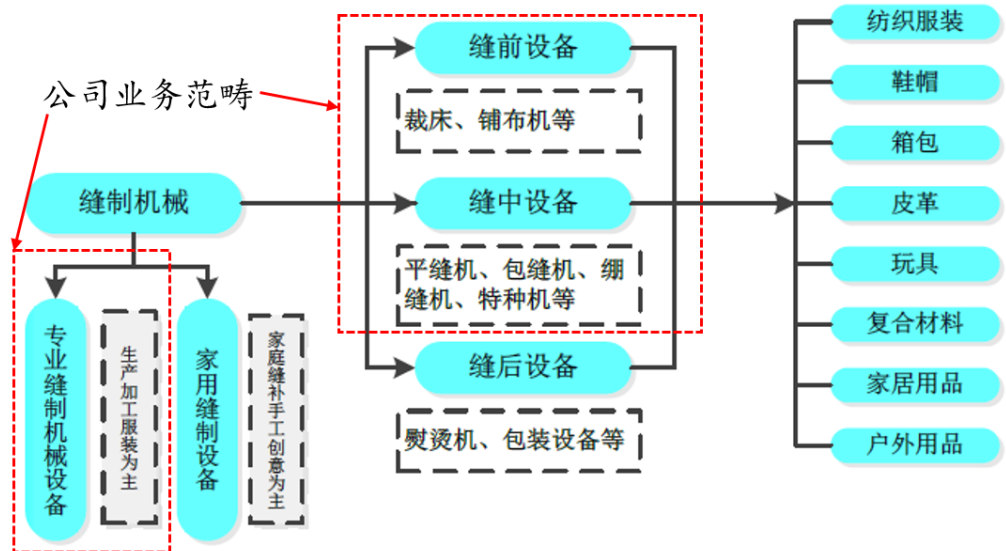 公司业务范畴
缝制机械
专业缝制机械设备
生产加工服装为主
家用缝制设备
家庭缝补手工创意为主
缝前设备
裁床、铺布机等
缝中设备
平缝机、包缝机、绷
缝机、特种机等
缝后设备
熨烫机、包装设备等
纺织服装
鞋帽
箱包
皮革
玩具
复合材料
家居用品
户外用品